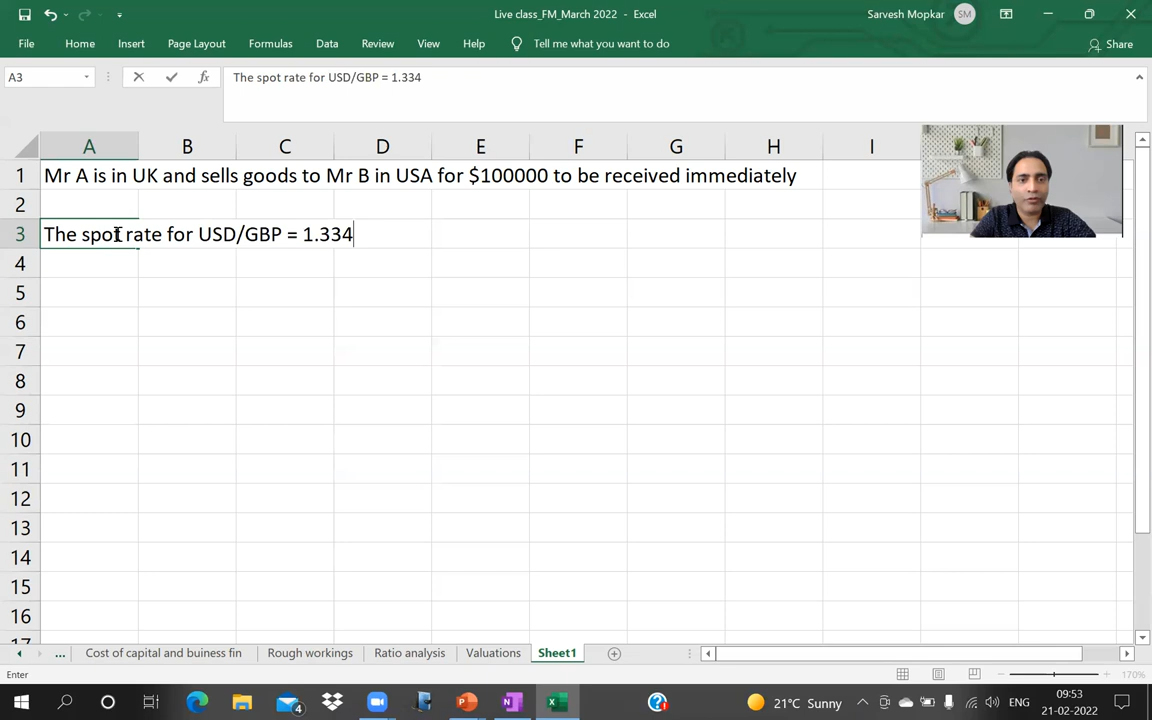 Live class_FM_March 2022 - Excel
Sarvesh Mopkar
SM
File
Home
Insert
Page Layout
Formulas
Data
Review
View
Help
Tell me what you want to do
Share
A3
fx
The spot rate for USD/GBP = 1.334
A B C D E F G H I
1 Mr A is in UK and sells goods to Mr B in USA for $100000 to be received immediately
2
3 The spot rate for USD/GBP = 1.334
4
5
6
7
8
9
10
11
12
13
14
15
16
17
...
Cost of capital and buiness fin
Rough workings
Ratio analysis
Valuations
Sheet1
Enter
170%
4
21°C Sunny
ENG
09:53
21-02-2022